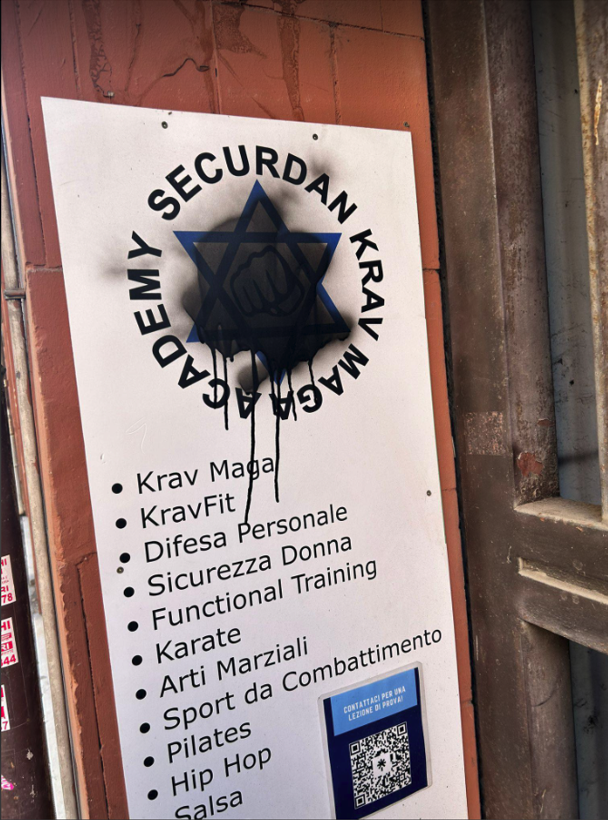 ACADEMY SECURDAN KRAV MAGA
Krav Maga
KravFit
Difesa Personale
Sicurezza Donna
Functional Training
Karate
Arti Marziali
Sport da Combattimento
Pilates
Hip Hop
Salsa
CONTATTACI PER UNA
LEZIONE DI PROVA!